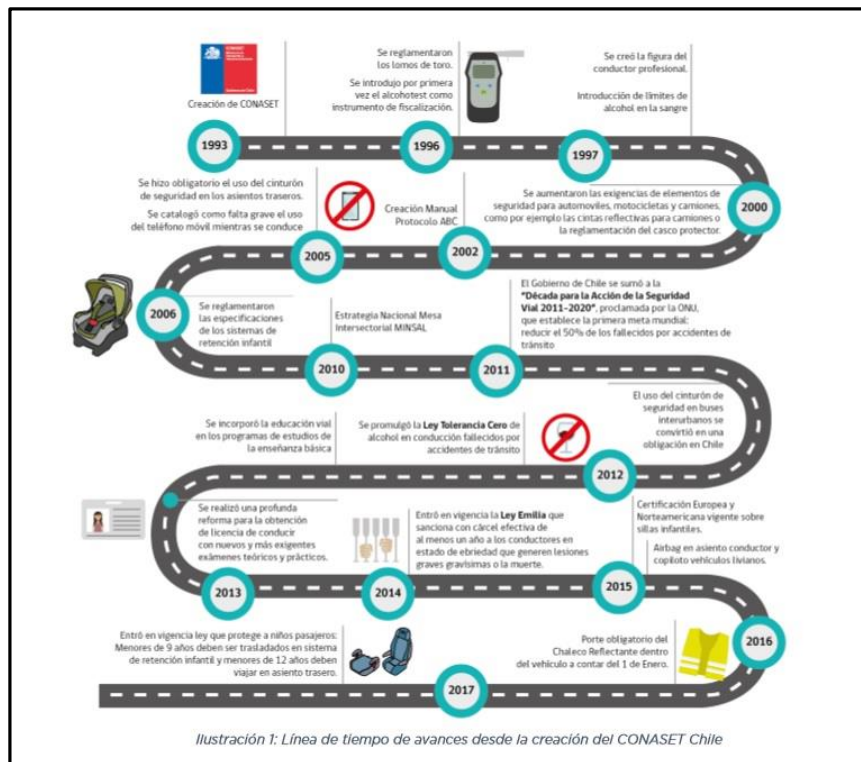 CONASET
Creación de CONASET
1993
Se reglamentaron
los lomos de toro.
Se introdujo por primera
vez el alcohotest como
instrumento de fiscalización.
1996
Se creó la figura del
conductor profesional.
Introducción de límites de
alcohol en la sangre
1997
Se aumentaron las exigencias de elementos de
seguridad para automoviles, motocicletas y camiones,
como por ejemplo las cintas reflectivas para camiones o
la reglamentación del casco protector.
2000
Creación Manual
Protocolo ABC
2002
Se hizo obligatorio el uso del cinturón
de seguridad en los asientos traseros.
Se catalogó como falta grave el uso
del teléfono móvil mientras se conduce
2005
2006
Se reglamentaron
las especificaciones
de los sistemas de
retención infantil
Estrategia Nacional Mesa
Intersectorial MINSAL
2010
El Gobierno de Chile se sumó a la
"Década para la Acción de la Seguridad
Vial 2011-2020", proclamada por la ONU,
que establece la primera meta mundial:
reducir el 50% de los fallecidos por accidentes de
tránsito
2011
El uso del cinturón de
seguridad en buses
interurbanos se
convirtió en una
obligación en Chile
Se promulgó la Ley Tolerancia Cero de
alcohol en conducción fallecidos por
accidentes de tránsito
2012
Se incorporó la educación vial
en los programas de estudios de
la enseñanza básica
Se realizó una profunda
reforma para la obtención
de licencia de conducir
con nuevos y más exigentes
exámenes teóricos y prácticos.
2013
Entró en vigencia la Ley Emilia que
sanciona con cárcel efectiva de
al menos un año a los conductores en
estado de ebriedad que generen lesiones
graves gravísimas o la muerte.
2014
Certificación Europea y
Norteamericana vigente sobre
sillas infantiles.
Airbag en asiento conductor y
copiloto vehículos livianos.
2015
2016
Porte obligatorio del
Chaleco Reflectante dentro
del vehículo a contar del 1 de Enero.
Entró en vigencia ley que protege a niños pasajeros:
Menores de 9 años deben ser trasladados en sistema
de retención infantil y menores de 12 años deben
viajar en asiento trasero.
2017
Ilustración 1: Línea de tiempo de avances desde la creación del CONASET Chile